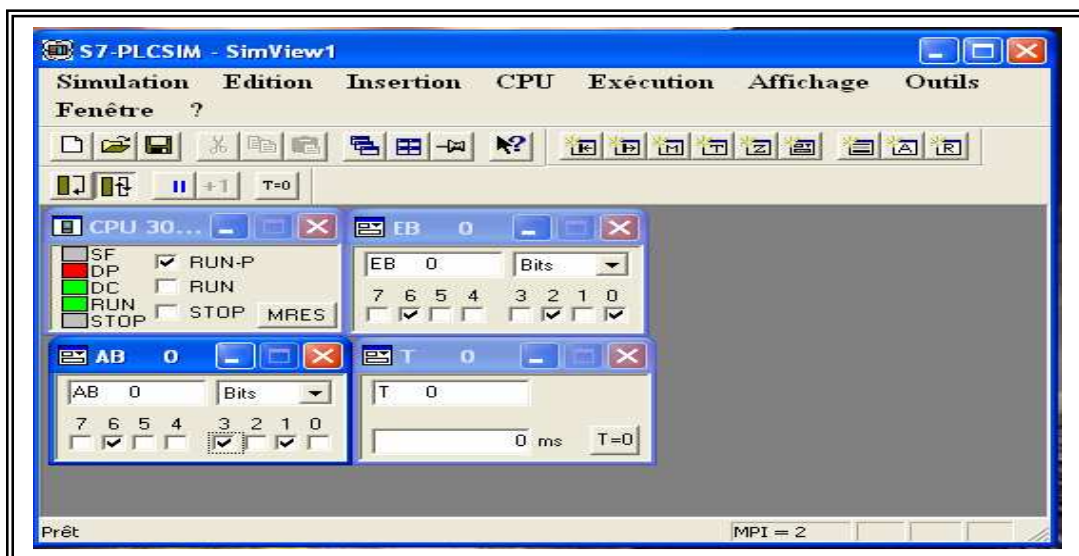 S7-PLCSIM - SimView1
Simulation Edition Insertion CPU Exécution Affichage Outils
Fenêtre ?
T=0
+1
CPU 30...
SF
DP
DC
RUN
STOP
RUN-P
RUN
STOP
MRES
EB 0
EB 0 Bits
7 6 5 4 3 2 1 0
AB 0
AB 0 Bits
7 6 5 4 3 2 1 0
T 0
T 0
0 ms T=0
Prêt MPI = 2